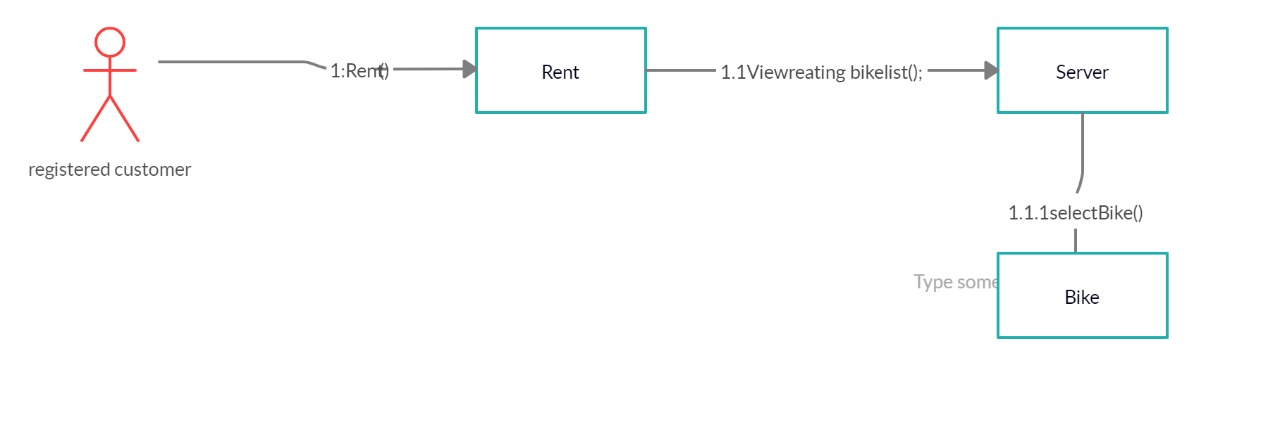 1:Rent()
Rent
1.1Viewreating bikelist();
Server
registered customer
1.1.1selectBike()
Type some
Bike